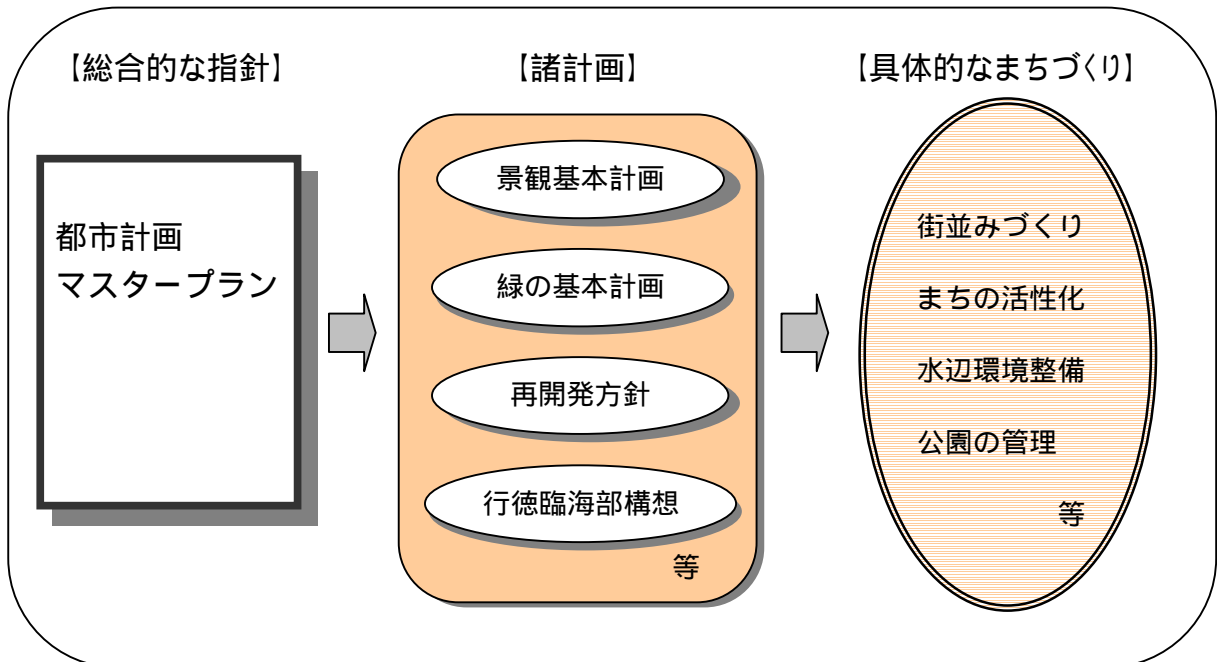 【総合的な指針】
都市計画
マスタープラン
【諸計画】
景観基本計画
緑の基本計画
再開発方針
行徳臨海部構想
等
【具体的なまちづくり】
街並みづくり
まちの活性化
水辺環境整備
公園の管理
等